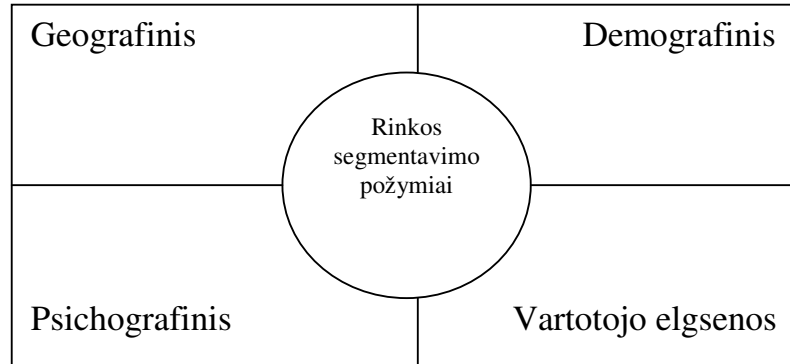 Geografinis
Demografinis
Rinkos
segmentavimo
požymiai
Psichografinis
Vartotojo elgsenos